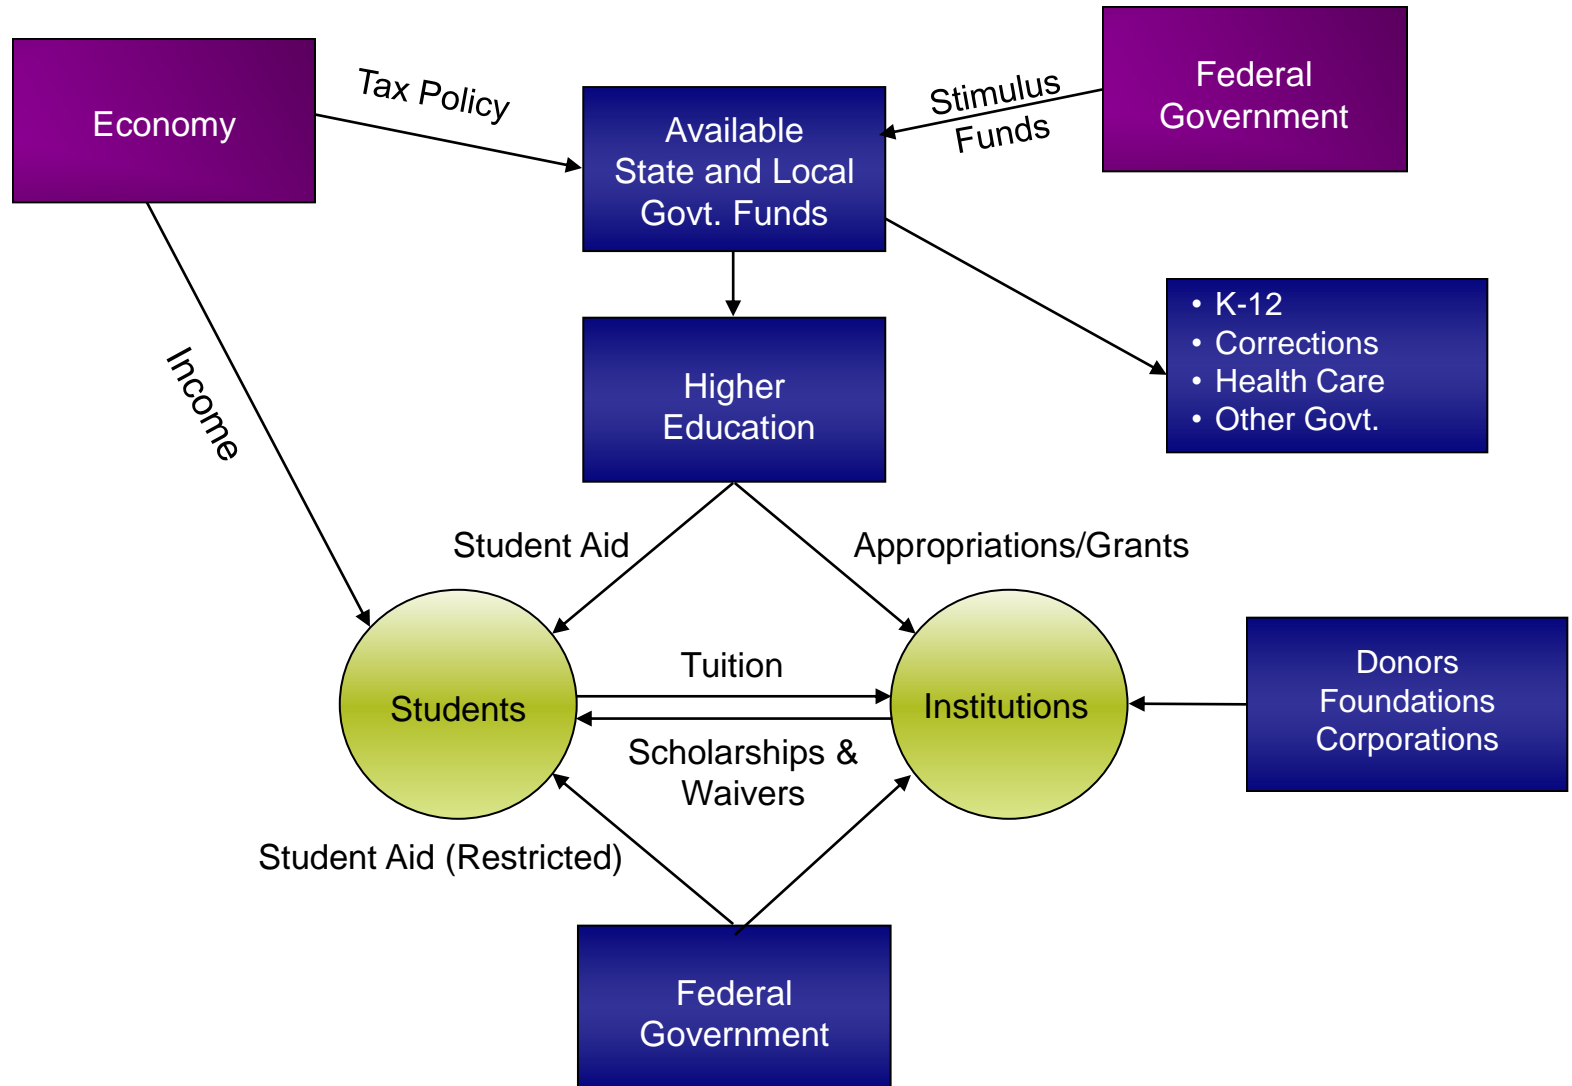 Economy
Tax Policy
Available
State and Local
Govt. Funds
Stimulus
Funds
Federal
Government
• K-12
• Corrections
• Health Care
• Other Govt.
Income
Higher
Education
Student Aid
Appropriations/Grants
Students
Tuition
Scholarships &
Waivers
Institutions
Donors
Foundations
Corporations
Student Aid (Restricted)
Federal
Government